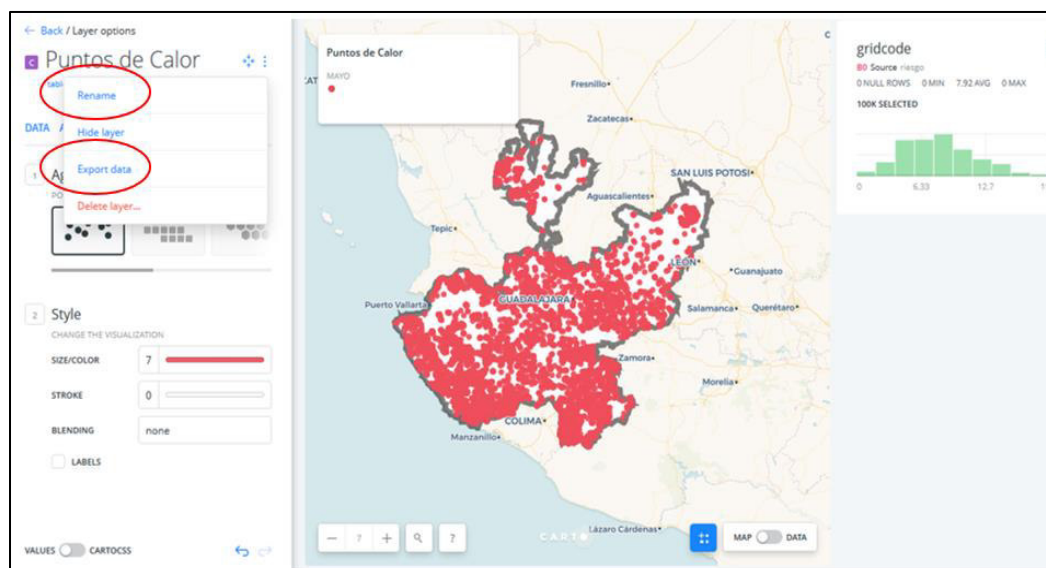 ← Back / Layer options
C Puntos de Calor
Rename
DATA
Hide layer
1
Export data
Delete layer...
2 Style
CHANGE THE VISUALIZATION
SIZE/COLOR 7
STROKE 0
BLENDING none
LABELS
VALUES CARTOCSS
Puntos de Calor
MAYO
Fresnillo
Zacatecas
SAN LUIS POTOSI
Aguascalientes
Tepic
LEON
Guanajuato
Puerto Vallarta
GUADALAJARA
Salamanca
Querétaro
Zamora
Morelia
COLIMA
Manzanillo
Lázaro Cárdenas
− 7 + ?
CARTO
MAP DATA
gridcode
B0 Source riesgo
0 NULL ROWS 0 MIN 7.92 AVG 0 MAX
100K SELECTED
0 6.33 12.7